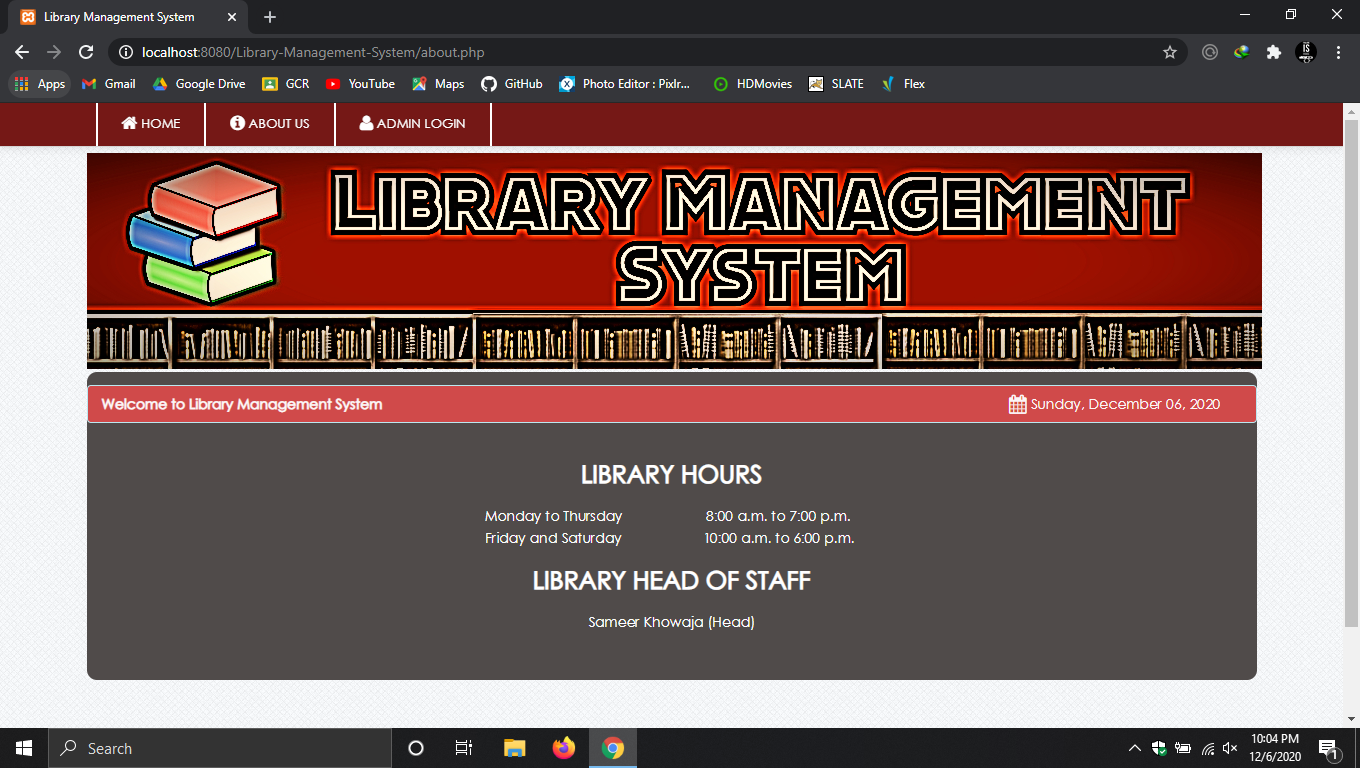 Library Management System
localhost:8080/Library-Management-System/about.php
Apps
Gmail
Google Drive
GCR
YouTube
Maps
GitHub
Photo Editor : Pixlr...
HDMovies
SLATE
Flex
HOME
ABOUT US
ADMIN LOGIN
LIBRARY MANAGEMENT
SYSTEM
Welcome to Library Management System
Sunday, December 06, 2020
LIBRARY HOURS
Monday to Thursday 8:00 a.m. to 7:00 p.m.
Friday and Saturday 10:00 a.m. to 6:00 p.m.
LIBRARY HEAD OF STAFF
Sameer Khowaja (Head)
Search
10:04 PM
12/6/2020
1